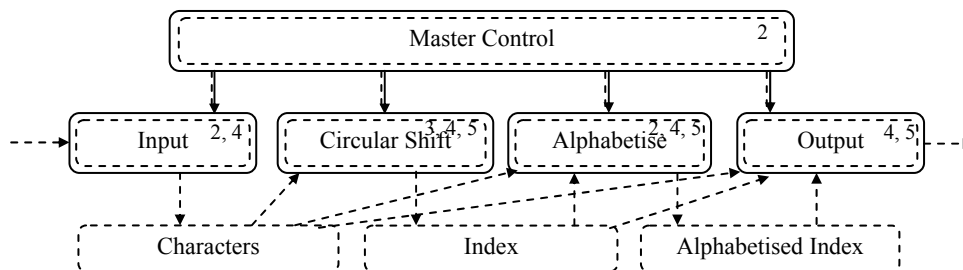 Master Control 2
Input 2, 4
Circular Shift 3, 4, 5
Alphabetise 2, 4, 5
Output 4, 5
Characters
Index
Alphabetised Index